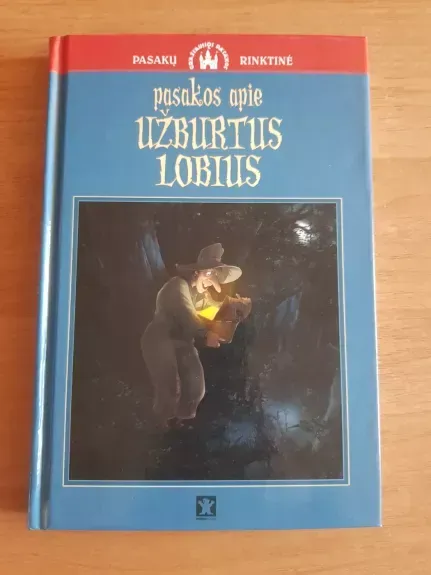 PASAKŲ RINKTINĖ
pasakos apie
UŽBURTUS
LOBIUS